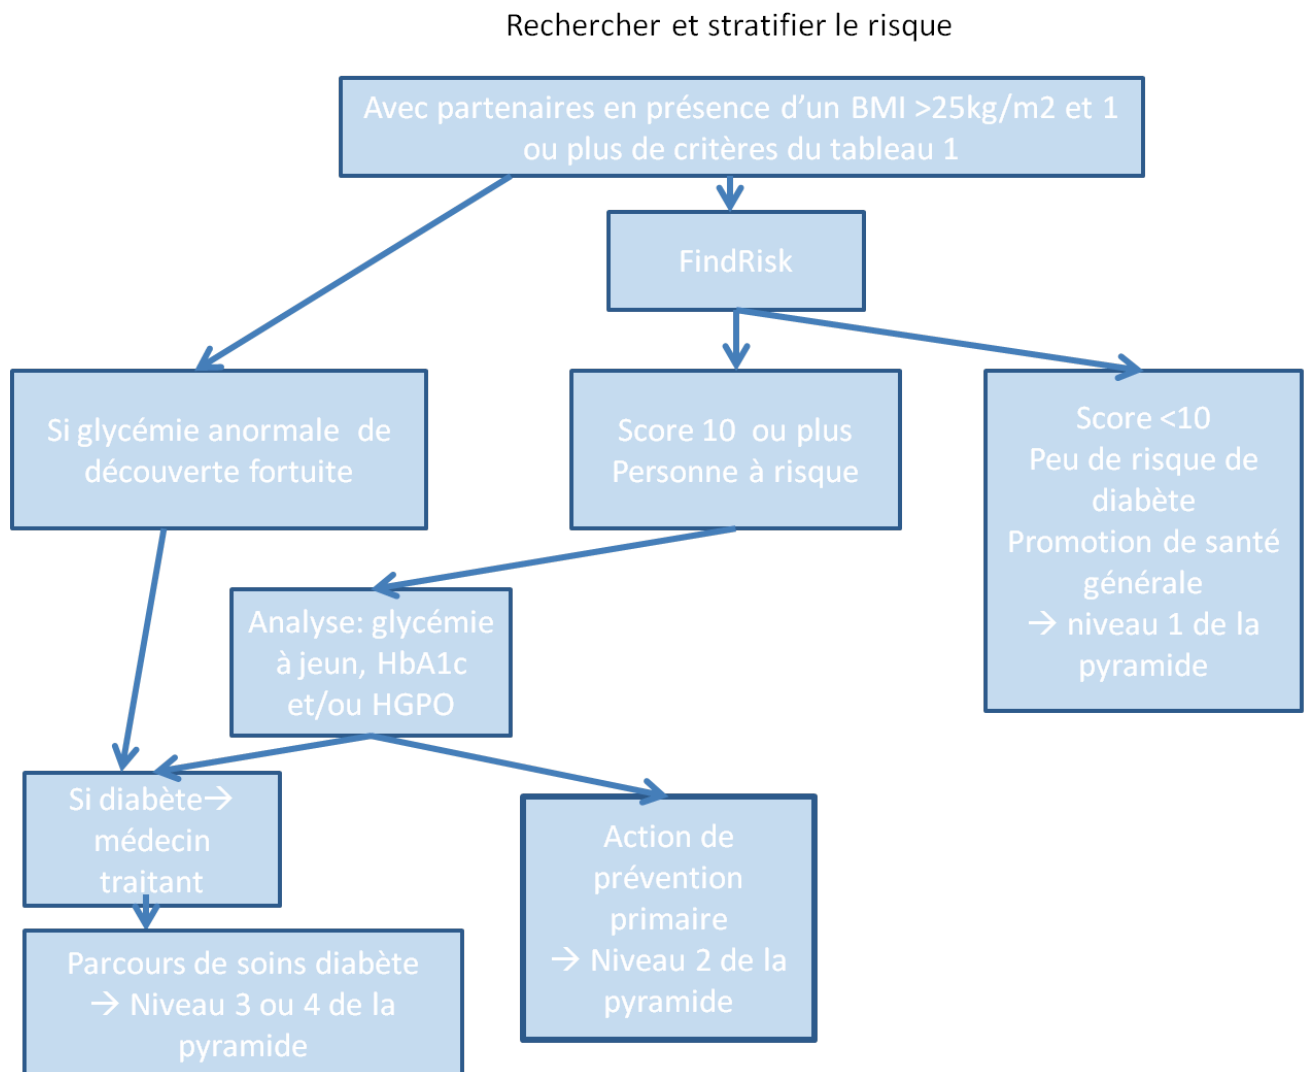 Rechercher et stratifier le risque
Avec partenaires en présence d’un BMI >25kg/m2 et 1
ou plus de critères du tableau 1
FindRisk
Si glycémie anormale de
découverte fortuite
Score 10 ou plus
Personne à risque
Score <10
Peu de risque de
diabète
Promotion de santé
générale
→ niveau 1 de la
pyramide
Analyse: glycémie
à jeun, HbA1c
et/ou HGPO
Si diabète→
médecin
traitant
Action de
prévention
primaire
→ Niveau 2 de la
pyramide
Parcours de soins diabète
→ Niveau 3 ou 4 de la
pyramide